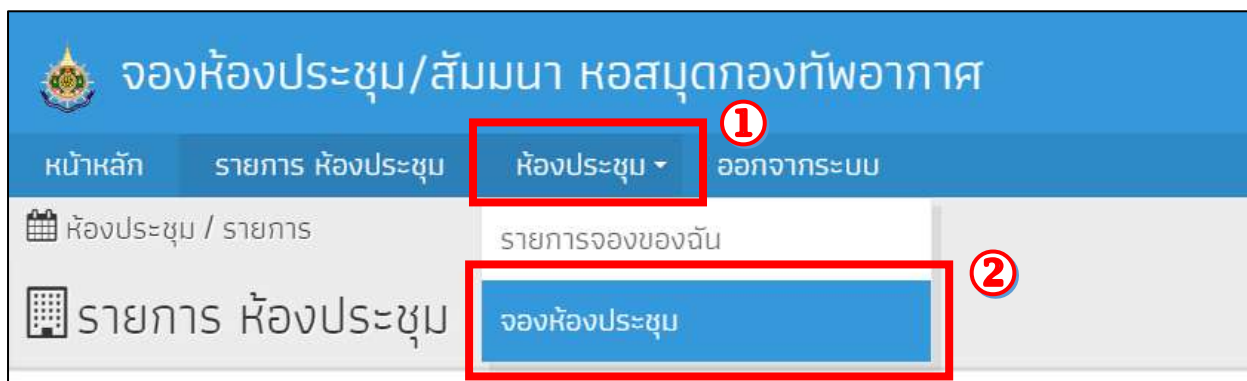 จองห้องประชุม/สัมมนา หอสมุดกองทัพอากาศ
①
หน้าหลัก รายการ ห้องประชุม ห้องประชุม ออกจากระบบ
ห้องประชุม / รายการ
รายการจองของฉัน
②
รายการ ห้องประชุม
จองห้องประชุม